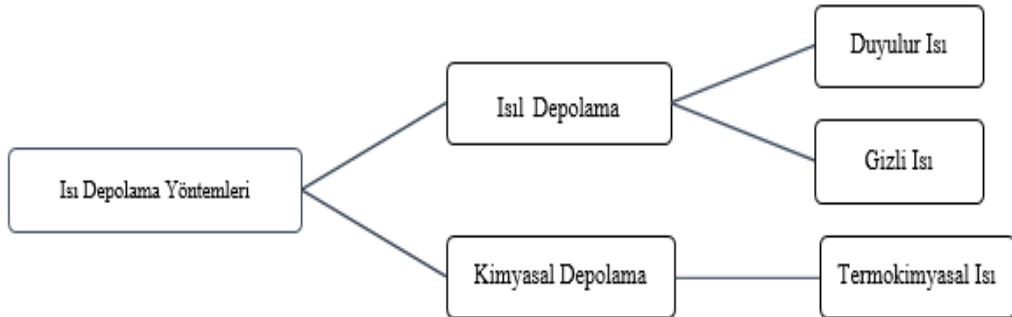 Isı Depolama Yöntemleri
Isıl Depolama
Duyulur Isı
Gizli Isı
Kimyasal Depolama
Termokimyasal Isı